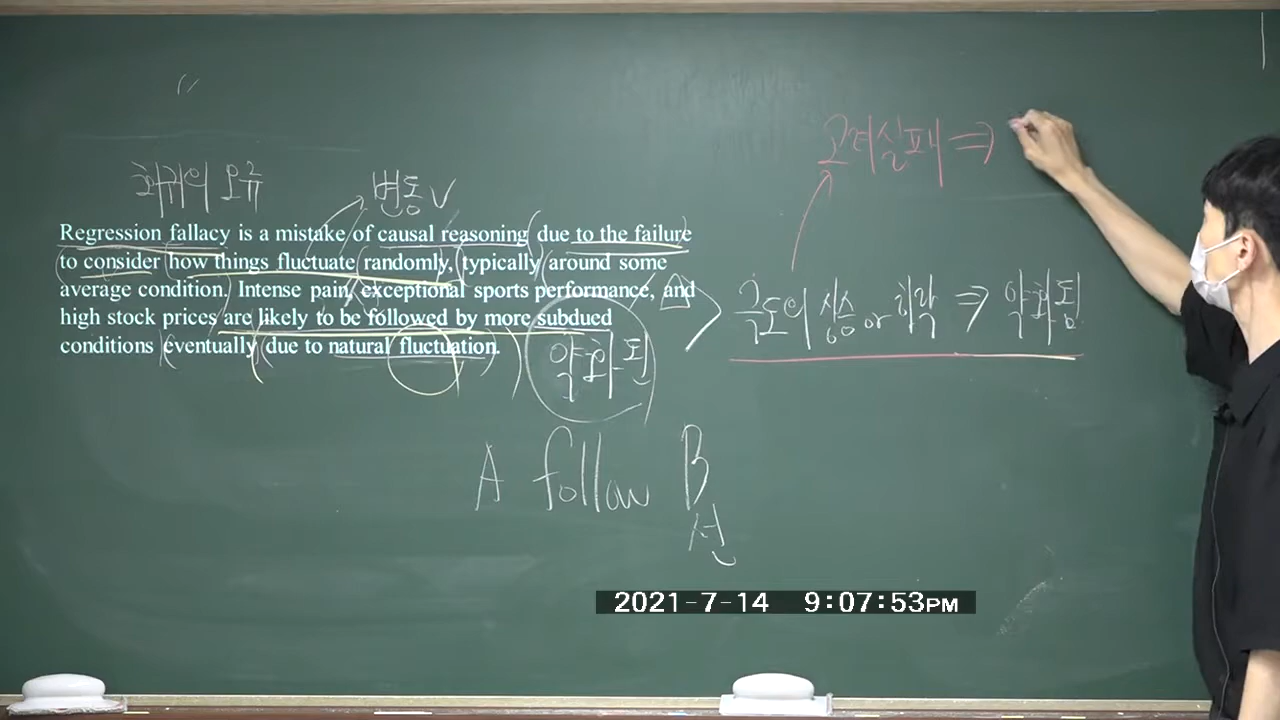 고려실패 ⇒
회귀의 오류
변동 V
Regression fallacy is a mistake of causal reasoning due to the failure
to consider how things fluctuate randomly, typically around some
average condition. Intense pain, exceptional sports performance, and
high stock prices are likely to be followed by more subdued
conditions eventually due to natural fluctuation.
약화된
극도의 상승 or 하락 ⇒ 약화됨
A follow B
선
2021-7-14 9:07:53PM